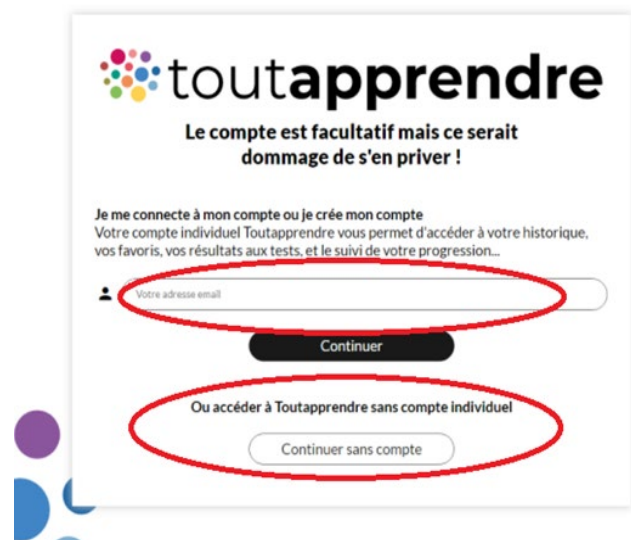 toutapprendre
Le compte est facultatif mais ce serait
dommage de s'en priver !
Je me connecte à mon compte ou je crée mon compte
Votre compte individuel Toutapprendre vous permet d'accéder à votre historique,
vos favoris, vos résultats aux tests, et le suivi de votre progression...
Votre adresse email
Continuer
Ou accéder à Toutapprendre sans compte individuel
Continuer sans compte